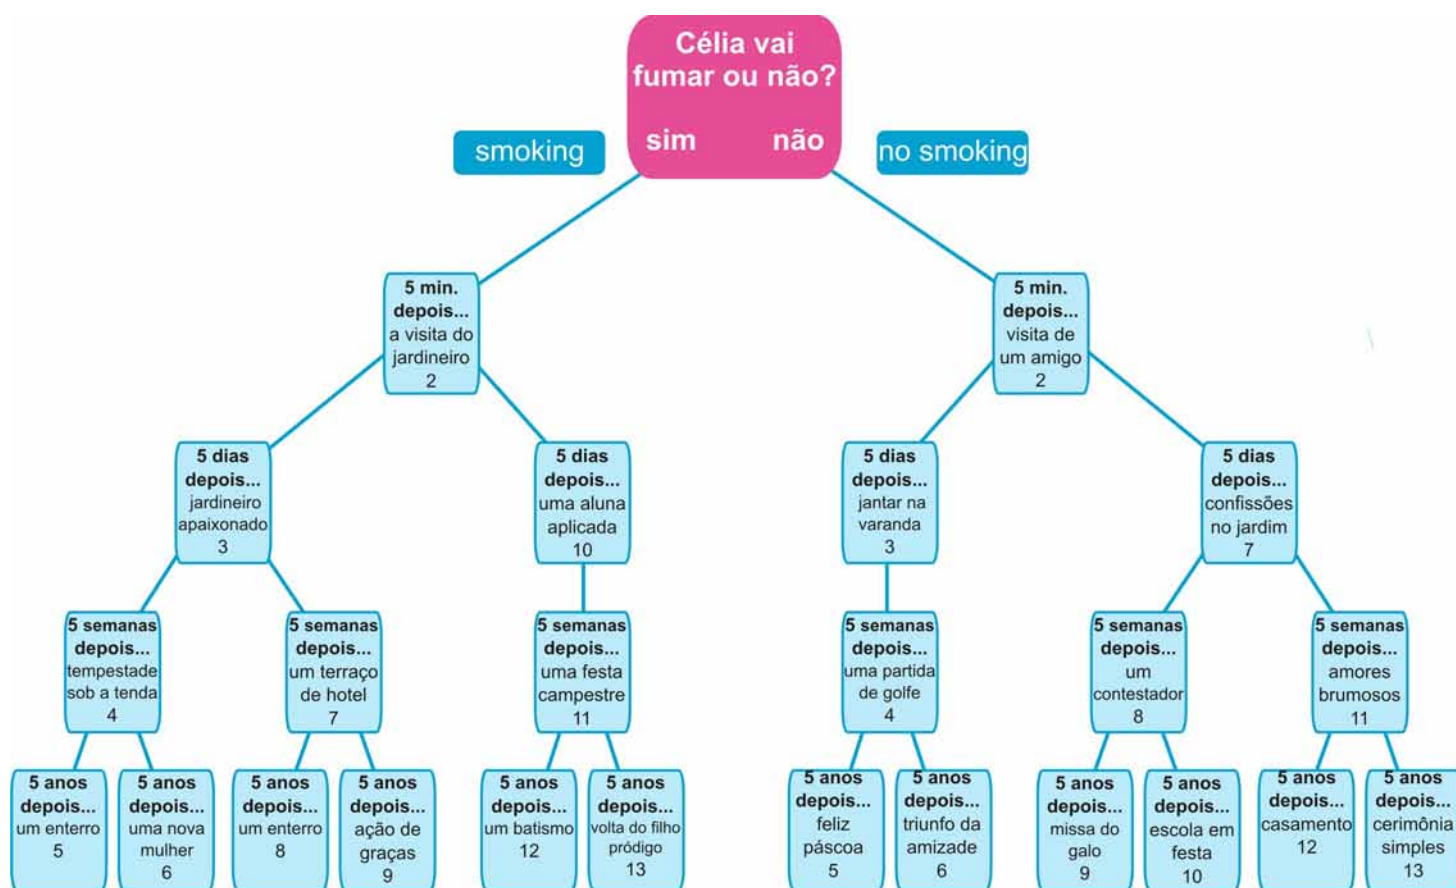 Célia vai
fumar ou não?
smoking
sim
não
no smoking
5 min.
depois...
a visita do
jardineiro
2
5 min.
depois...
visita de
um amigo
2
5 dias
depois...
jardineiro
apaixonado
3
5 dias
depois...
uma aluna
aplicada
10
5 dias
depois...
jantar na
varanda
3
5 dias
depois...
confissões
no jardim
7
5 semanas
depois...
tempestade
sob a tenda
4
5 semanas
depois...
um terraço
de hotel
7
5 semanas
depois...
uma festa
campestre
11
5 semanas
depois...
uma partida
de golfe
4
5 semanas
depois...
um
contestador
8
5 semanas
depois...
amores
brumosos
11
5 anos
depois...
um enterro
5
5 anos
depois...
uma nova
mulher
6
5 anos
depois...
um enterro
8
5 anos
depois...
ação de
graças
9
5 anos
depois...
um batismo
12
5 anos
depois...
volta do filho
pródigo
13
5 anos
depois...
feliz
páscoa
5
5 anos
depois...
triunfo da
amizade
6
5 anos
depois...
missa do
galo
9
5 anos
depois...
escola em
festa
10
5 anos
depois...
casamento
12
5 anos
depois...
cerimônia
simples
13